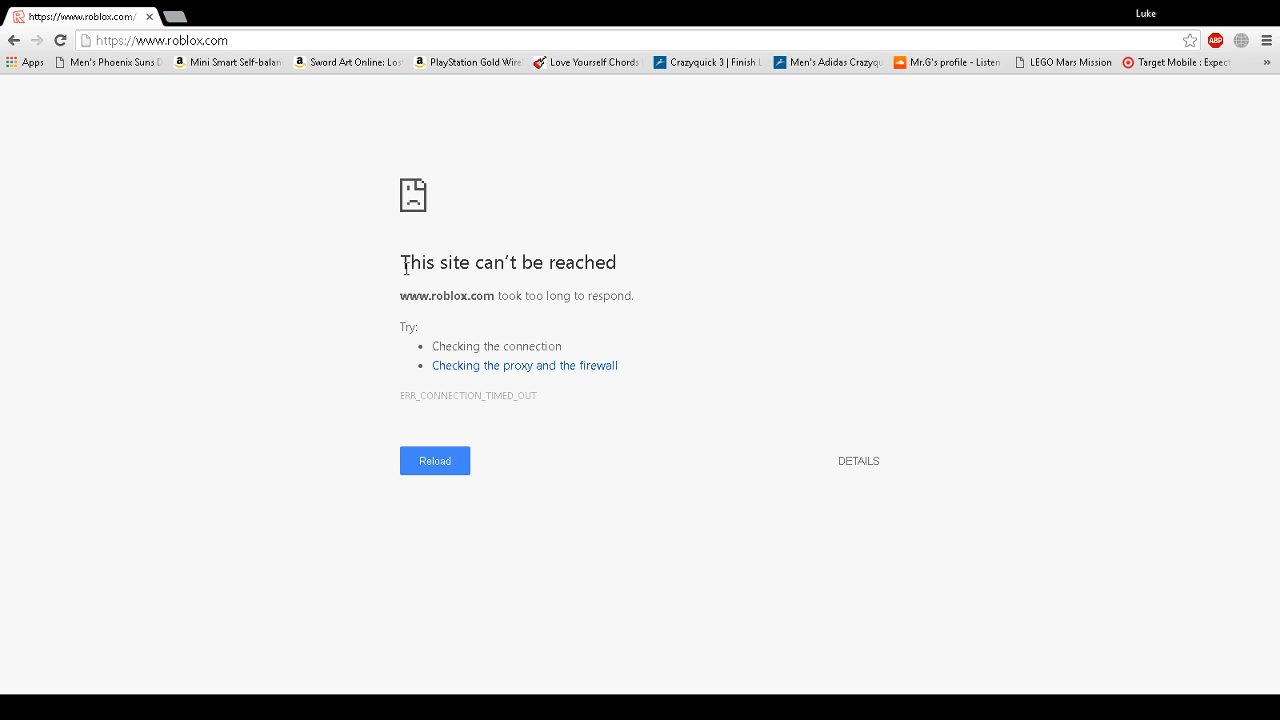 https://www.roblox.com/
Luke
https://www.roblox.com
ABP
Apps Men's Phoenix Suns D Mini Smart Self-balan Sword Art Online: Los PlayStation Gold Wire Love Yourself Chords Crazyquick 3 | Finish L Men's Adidas Crazyqu Mr.G's profile - Listen LEGO Mars Mission Target Mobile : Expect »
This site can't be reached
www.roblox.com took too long to respond.
Try:
• Checking the connection
• Checking the proxy and the firewall
ERR_CONNECTION_TIMED_OUT
Reload DETAILS